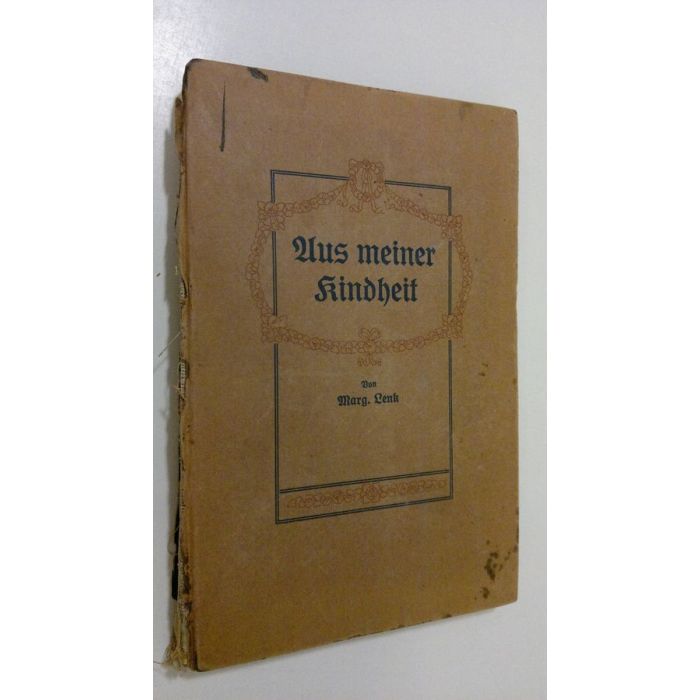 Aus meiner
Kindheit
Von
Marg. Lenk